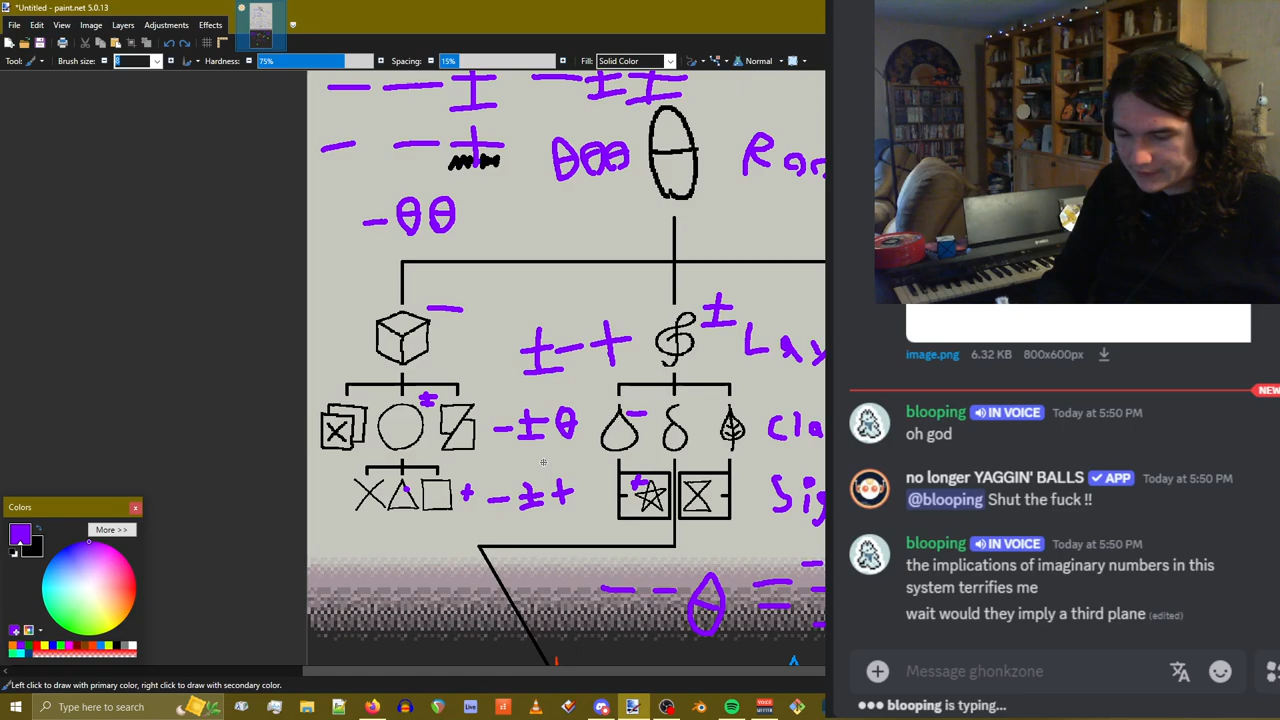 *Untitled - paint.net 5.0.13
File Edit View Image Layers Adjustments Effects
Tool: Brush size: Hardness: 75% Spacing: 15% Fill: Solid Color Normal
- - ± - ± ±
- - ± θθθ θ
- θ θ
-
± - + ± Lay
± - ± θ -
+ - ± + +
- - θ
Colors
More >>
Left click to draw with primary color, right click to draw with secondary color.
Type here to search
Live
image.png 6.32 KB 800x600px
NEW
blooping IN VOICE Today at 5:50 PM
oh god
no longer YAGGIN' BALLS APP Today at 5:50 PM
@blooping Shut the fuck !!
blooping IN VOICE Today at 5:50 PM
the implications of imaginary numbers in this
system terrifies me
wait would they imply a third plane (edited)
Message ghonkzone
blooping is typing...